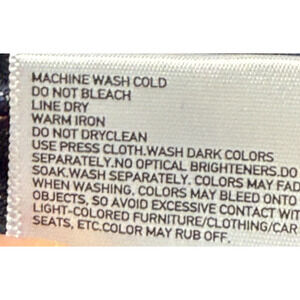 MACHINE WASH COLD
DO NOT BLEACH
LINE DRY
WARM IRON
DO NOT DRYCLEAN
USE PRESS CLOTH.WASH DARK COLORS
SEPARATELY.NO OPTICAL BRIGHTENERS.DO
SOAK.WASH SEPARATELY. COLORS MAY FAD
WHEN WASHING. COLORS MAY BLEED ONTO
OBJECTS, SO AVOID EXCESSIVE CONTACT WIT
LIGHT-COLORED FURNITURE/CLOTHING/CAR
SEATS, ETC.COLOR MAY RUB OFF.